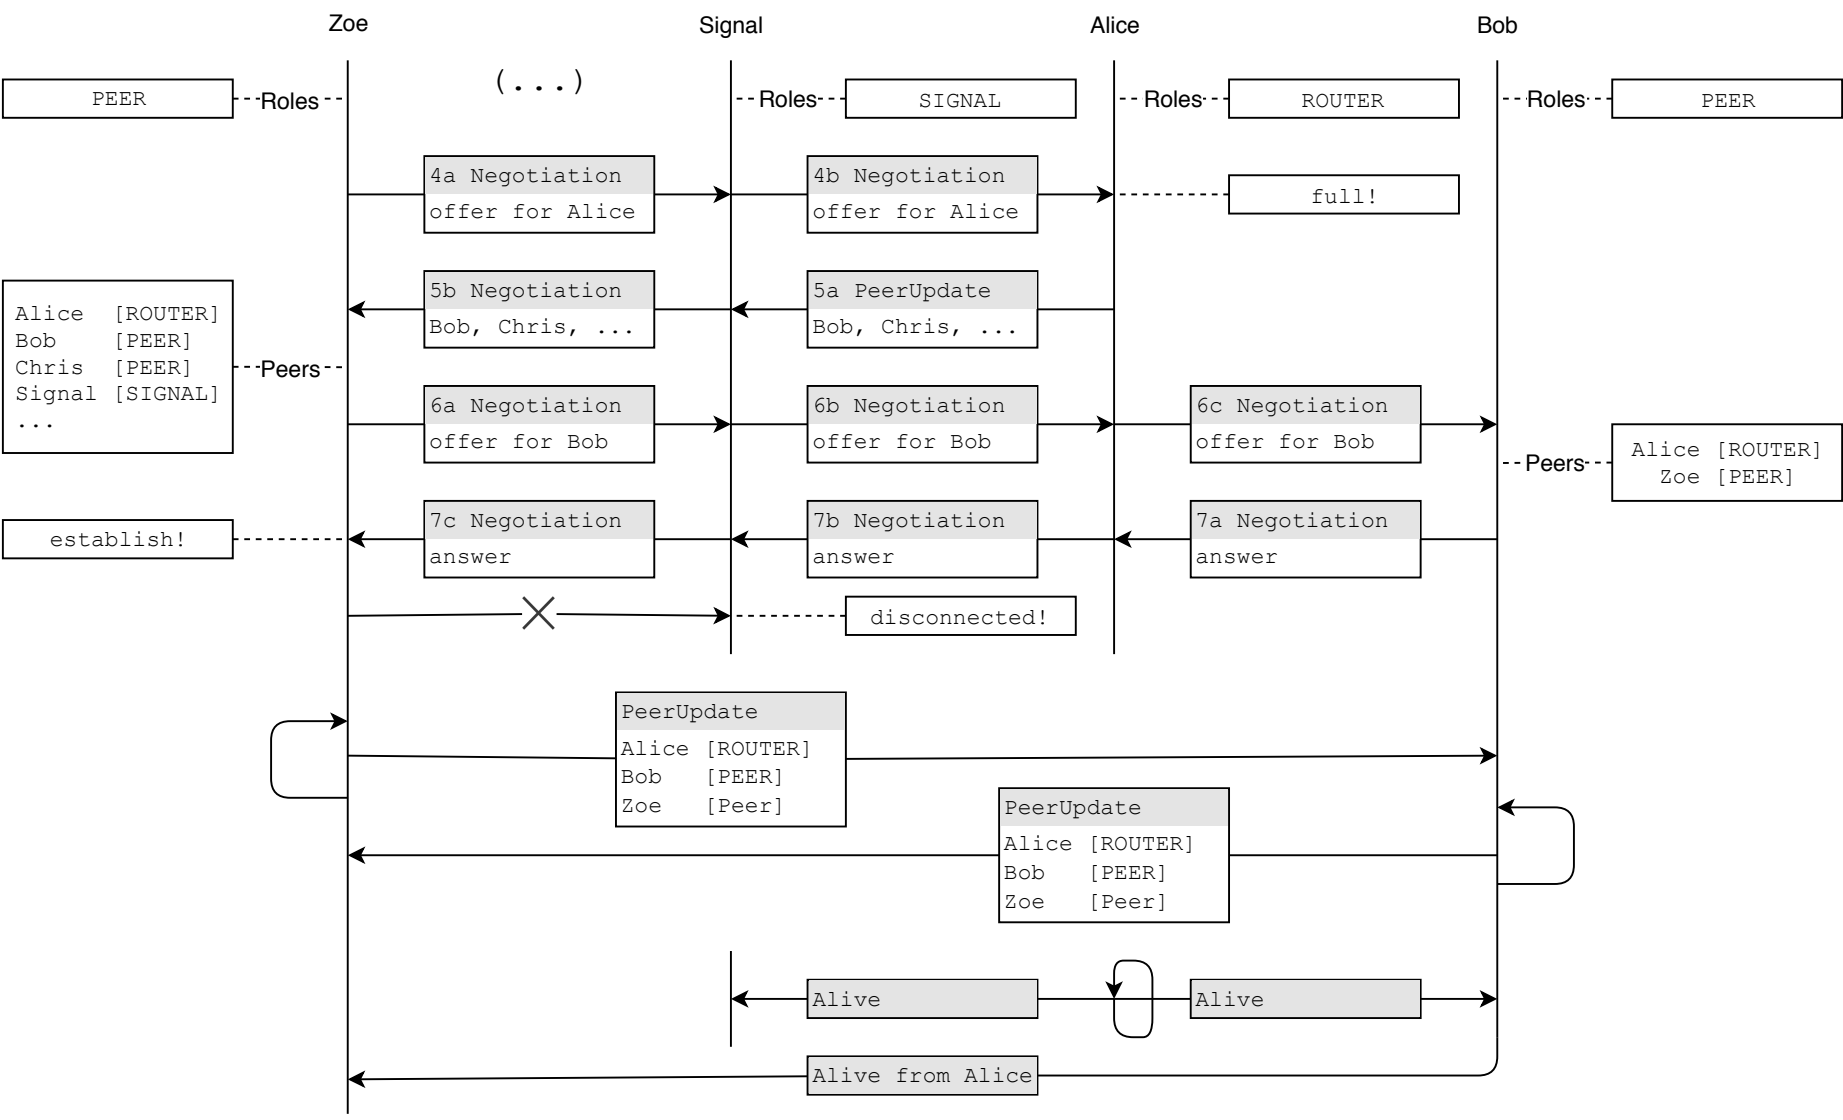 Zoe
Signal
Alice
Bob
(...)
PEER
Roles
Roles
SIGNAL
Roles
ROUTER
Roles
PEER
4a Negotiation
offer for Alice
4b Negotiation
offer for Alice
full!
5b Negotiation
Bob, Chris, ...
5a PeerUpdate
Bob, Chris, ...
Alice [ROUTER]
Bob [PEER]
Chris [PEER]
Signal [SIGNAL]
...
Peers
6a Negotiation
offer for Bob
6b Negotiation
offer for Bob
6c Negotiation
offer for Bob
Peers
Alice [ROUTER]
Zoe [PEER]
establish!
7c Negotiation
answer
7b Negotiation
answer
7a Negotiation
answer
disconnected!
PeerUpdate
Alice [ROUTER]
Bob [PEER]
Zoe [Peer]
PeerUpdate
Alice [ROUTER]
Bob [PEER]
Zoe [Peer]
Alive
Alive
Alive from Alice